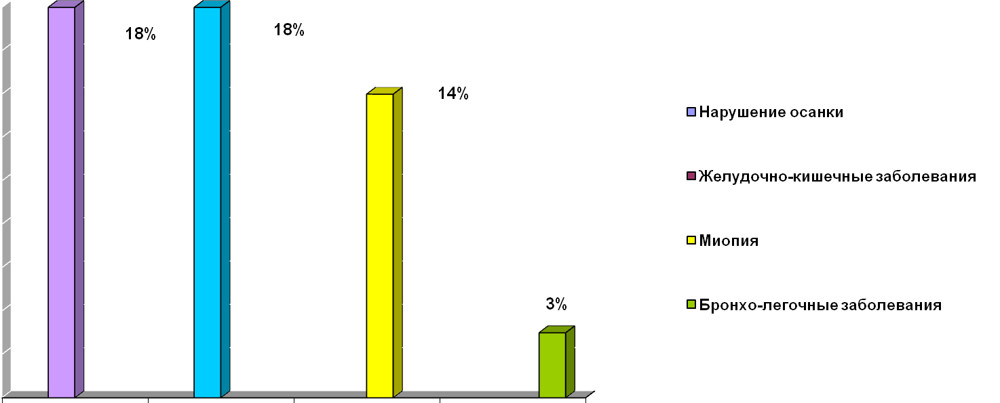 18%
18%
14%
3%
Нарушение осанки
Желудочно-кишечные заболевания
Миопия
Бронхо-легочные заболевания